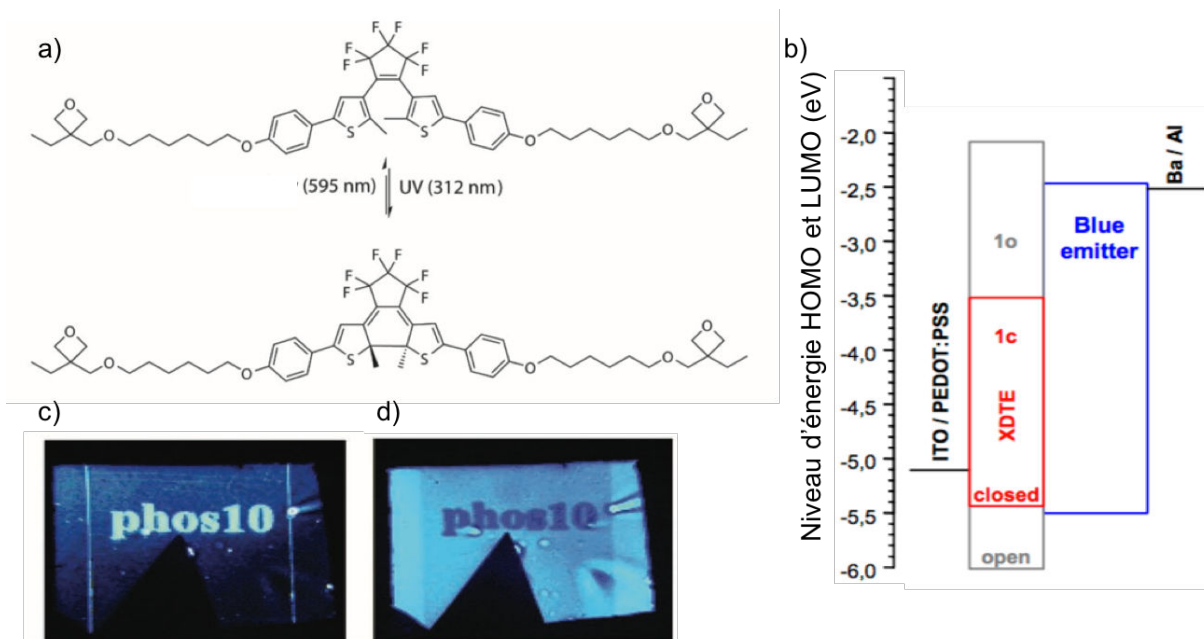 a)
F F
F F
F F
O
O
O
S
S
O
O
O
(595 nm)
UV (312 nm)
F F
F F
F F
O
O
O
S
S
O
O
O
b)
Niveau d'énergie HOMO et LUMO (eV)
-2,0
-2,5
-3,0
-3,5
-4,0
-4,5
-5,0
-5,5
-6,0
ITO / PEDOT:PSS
1o
1c
XDTE
closed
open
Blue
emitter
Ba / Al
c)
phos10
d)
phos10